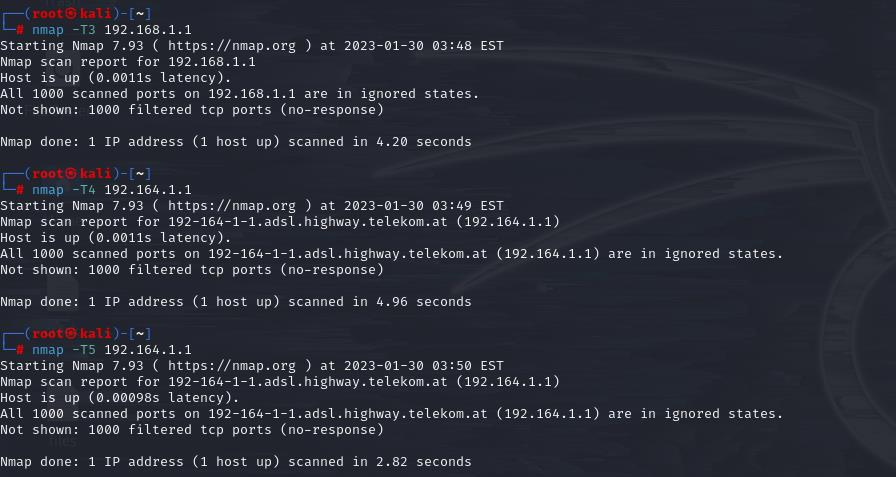 ┌──(root㉿kali)-[~]
└─# nmap -T3 192.168.1.1
Starting Nmap 7.93 ( https://nmap.org ) at 2023-01-30 03:48 EST
Nmap scan report for 192.168.1.1
Host is up (0.0011s latency).
All 1000 scanned ports on 192.168.1.1 are in ignored states.
Not shown: 1000 filtered tcp ports (no-response)
Nmap done: 1 IP address (1 host up) scanned in 4.20 seconds
┌──(root㉿kali)-[~]
└─# nmap -T4 192.164.1.1
Starting Nmap 7.93 ( https://nmap.org ) at 2023-01-30 03:49 EST
Nmap scan report for 192-164-1-1.adsl.highway.telekom.at (192.164.1.1)
Host is up (0.0011s latency).
All 1000 scanned ports on 192-164-1-1.adsl.highway.telekom.at (192.164.1.1) are in ignored states.
Not shown: 1000 filtered tcp ports (no-response)
Nmap done: 1 IP address (1 host up) scanned in 4.96 seconds
┌──(root㉿kali)-[~]
└─# nmap -T5 192.164.1.1
Starting Nmap 7.93 ( https://nmap.org ) at 2023-01-30 03:50 EST
Nmap scan report for 192-164-1-1.adsl.highway.telekom.at (192.164.1.1)
Host is up (0.00098s latency).
All 1000 scanned ports on 192-164-1-1.adsl.highway.telekom.at (192.164.1.1) are in ignored states.
Not shown: 1000 filtered tcp ports (no-response)
files
Nmap done: 1 IP address (1 host up) scanned in 2.82 seconds